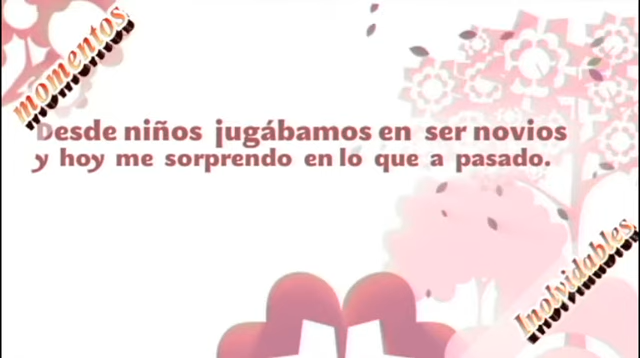 momentos
Desde niños jugábamos en ser novios
y hoy me sorprendo en lo que a pasado.
Inolvidables